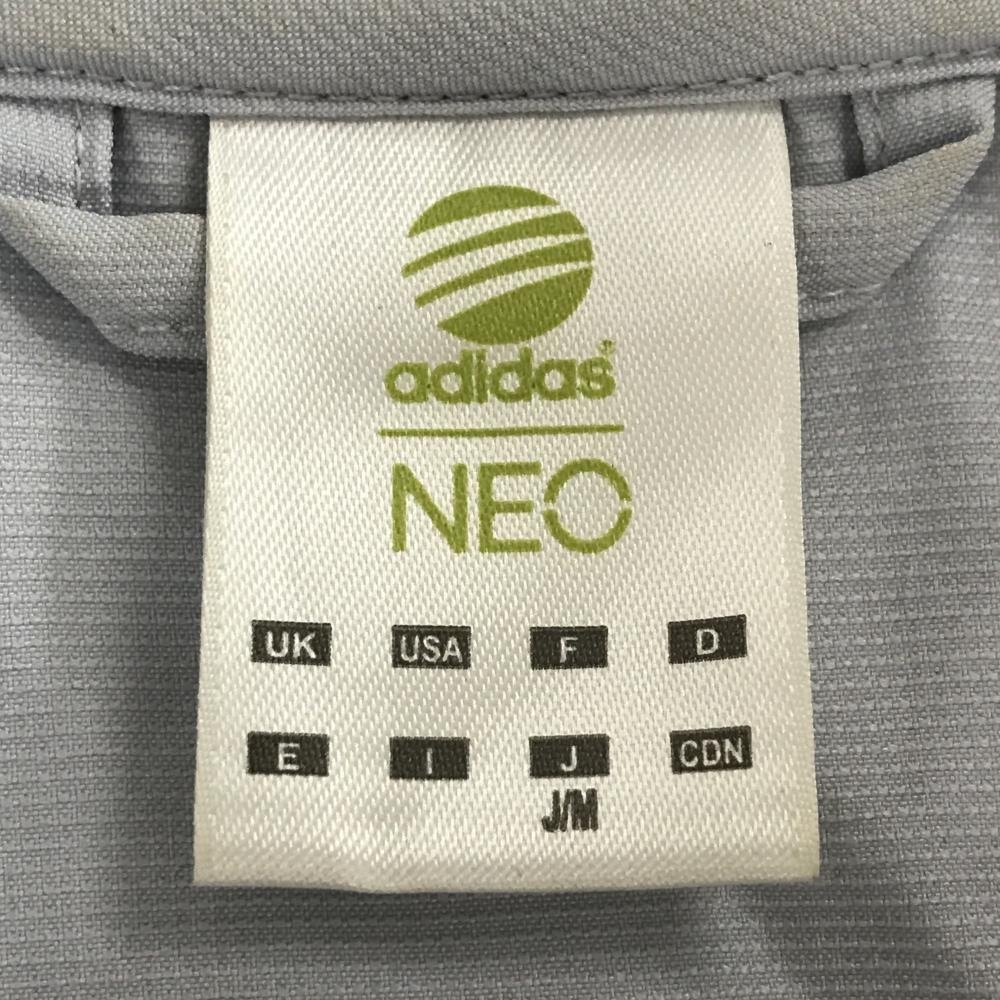 adidas®
NEO
UK USA F D
E I J CDN
J/M